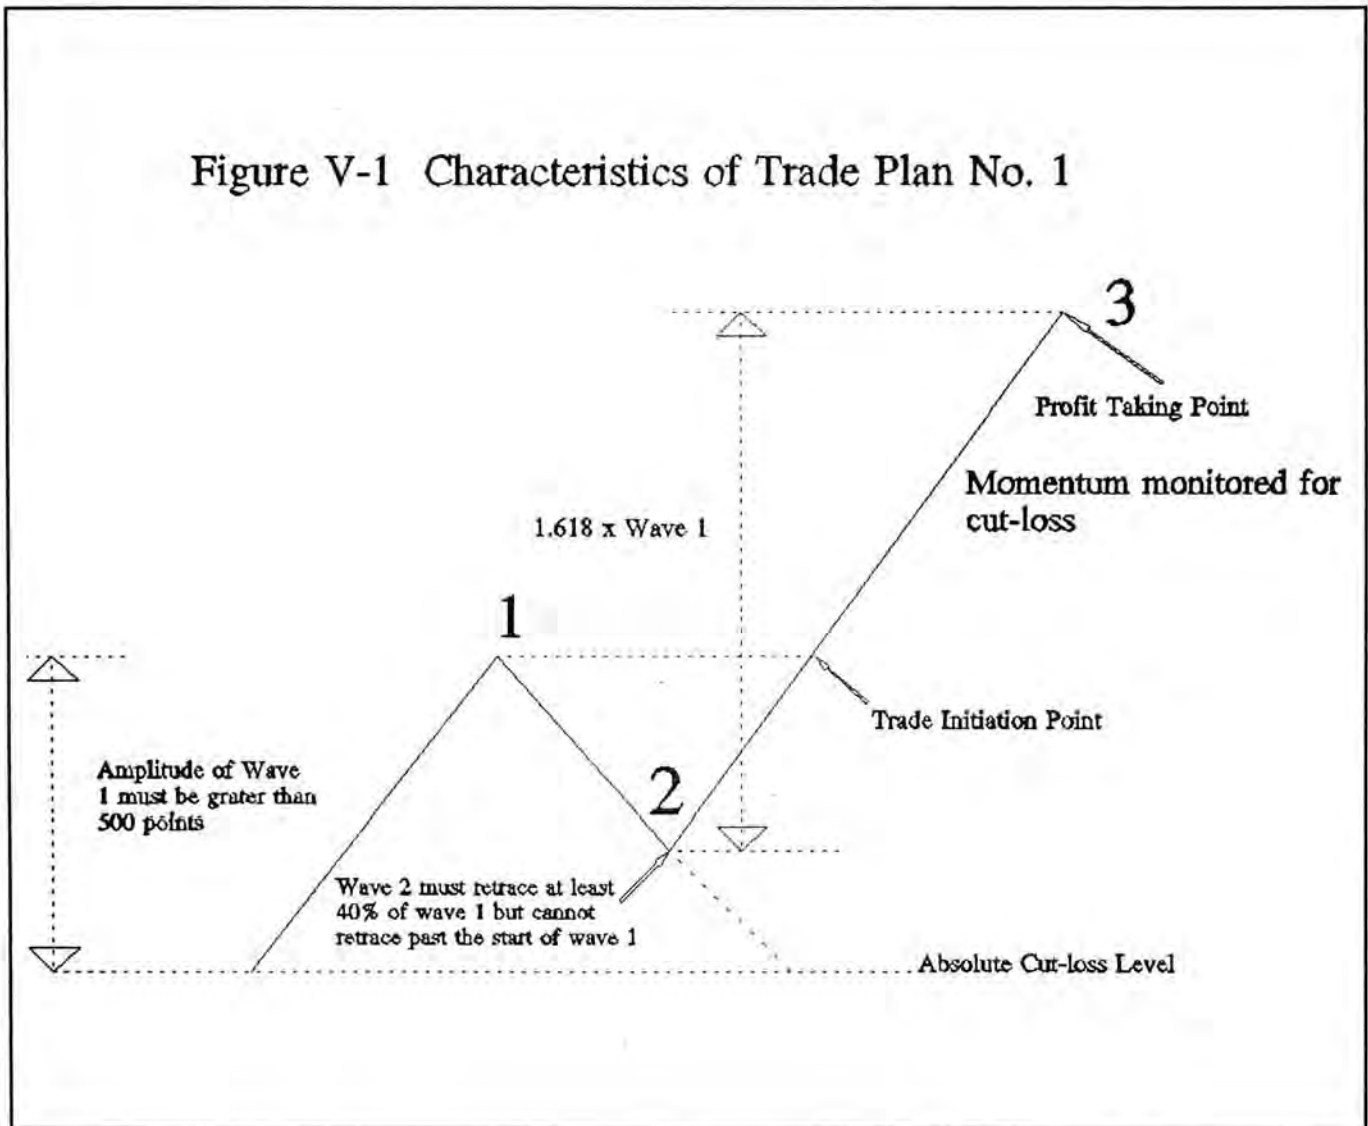 Figure V-1 Characteristics of Trade Plan No. 1
3
Profit Taking Point
Momentum monitored for
cut-loss
1.618 x Wave 1
1
Trade Initiation Point
Amplitude of Wave
1 must be grater than
500 points
2
Wave 2 must retrace at least
40% of wave 1 but cannot
retrace past the start of wave 1
Absolute Cut-loss Level